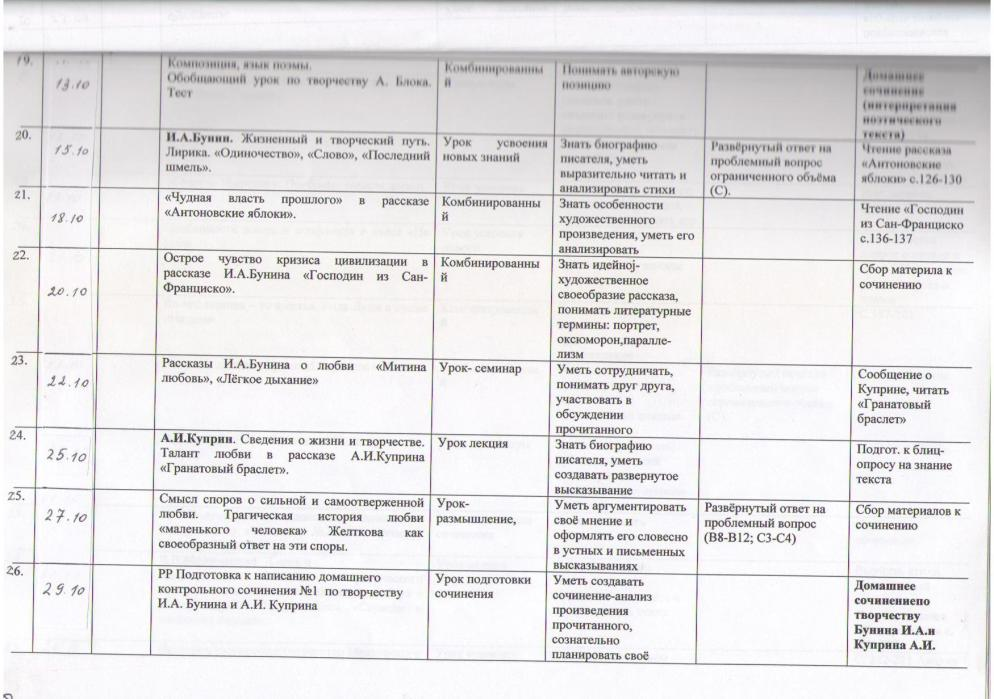 19.
13.10
Композиция, язык поэмы.
Обобщающий урок по творчеству А. Блока.
Тест
Комбинированны
й
Понимать авторскую
позицию
Домашнее
сочинение
(интерпретация
поэтического
текста)
20.
15.10
И.А.Бунин. Жизненный и творческий путь.
Лирика. «Одиночество», «Слово», «Последний
шмель».
Урок усвоения
новых знаний
Знать биографию
писателя, уметь
выразительно читать и
анализировать стихи
Развёрнутый ответ на
проблемный вопрос
ограниченного объёма
(С).
Чтение рассказа
«Антоновские
яблоки» с.126-130
21.
18.10
«Чудная власть прошлого» в рассказе
«Антоновские яблоки».
Комбинированны
й
Знать особенности
художественного
произведения, уметь его
анализировать
Чтение «Господин
из Сан-Франциско
с.136-137
22.
20.10
Острое чувство кризиса цивилизации в
рассказе И.А.Бунина «Господин из Сан-
Франциско».
Комбинированны
й
Знать идейноj-
художественное
своеобразие рассказа,
понимать литературные
термины: портрет,
оксюморон,паралле-
лизм
Сбор материла к
сочинению
23.
22.10
Рассказы И.А.Бунина о любви «Митина
любовь», «Лёгкое дыхание»
Урок- семинар
Уметь сотрудничать,
понимать друг друга,
участвовать в
обсуждении
прочитанного
Сообщение о
Куприне, читать
«Гранатовый
браслет»
24.
25.10
А.И.Куприн. Сведения о жизни и творчестве.
Талант любви в рассказе А.И.Куприна
«Гранатовый браслет».
Урок лекция
Знать биографию
писателя, уметь
создавать развернутое
высказывание
Подгот. к блиц-
опросу на знание
текста
25.
27.10
Смысл споров о сильной и самоотверженной
любви. Трагическая история любви
«маленького человека» Желткова как
своеобразный ответ на эти споры.
Урок-
размышление,
Уметь аргументировать
своё мнение и
оформлять его словесно
в устных и письменных
высказываниях
Развёрнутый ответ на
проблемный вопрос
(В8-В12; С3-С4)
Сбор материалов к
сочинению
26.
29.10
РР Подготовка к написанию домашнего
контрольного сочинения №1 по творчеству
И.А. Бунина и А.И. Куприна
Урок подготовки
сочинения
Уметь создавать
сочинение-анализ
произведения
прочитанного,
сознательно
планировать своё
Домашнее
сочинениепо
творчеству
Бунина И.А.и
Куприна А.И.